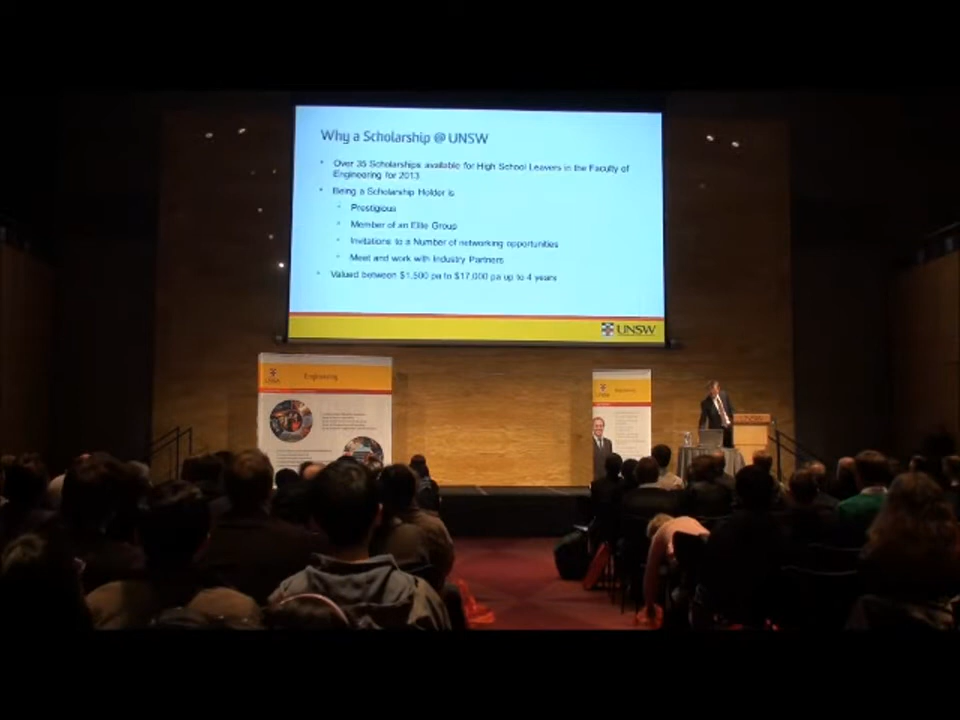 Why a Scholarship @ UNSW
Over 35 Scholarships available for High School Leavers in the Faculty of
Engineering for 2013
Being a Scholarship Holder is
Prestigious
Member of an Elite Group
Invitations to a Number of networking opportunities
Meet and work with Industry Partners
Valued between $1,500 pa to $17,000 pa up to 4 years
UNSW
Engineering